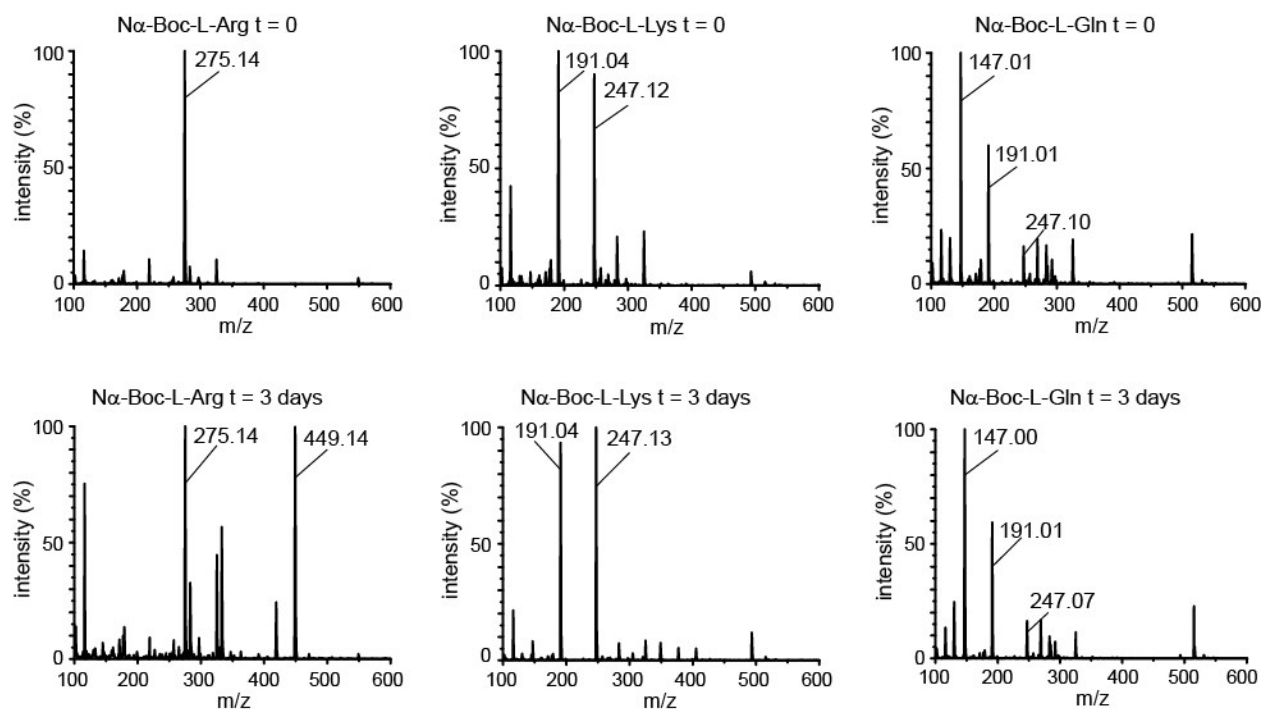 Nα-Boc-L-Arg t = 0
intensity (%)
100
50
0
275.14
100 200 300 400 500 600
m/z
Nα-Boc-L-Lys t = 0
intensity (%)
100
50
0
191.04
247.12
100 200 300 400 500 600
m/z
Nα-Boc-L-Gln t = 0
intensity (%)
100
50
0
147.01
191.01
247.10
100 200 300 400 500 600
m/z
Nα-Boc-L-Arg t = 3 days
intensity (%)
100
50
0
275.14
449.14
100 200 300 400 500 600
m/z
Nα-Boc-L-Lys t = 3 days
intensity (%)
100
50
0
191.04
247.13
100 200 300 400 500 600
m/z
Nα-Boc-L-Gln t = 3 days
intensity (%)
100
50
0
147.00
191.01
247.07
100 200 300 400 500 600
m/z